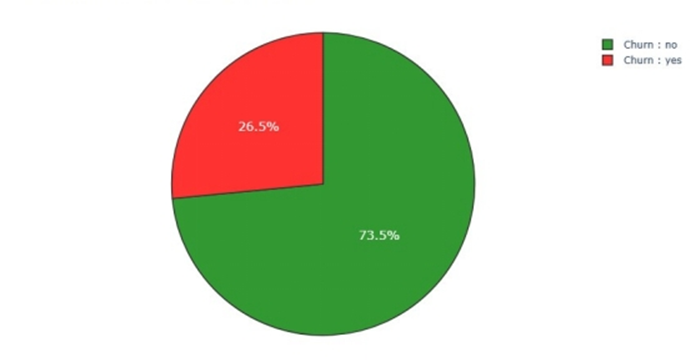 Churn : no
Churn : yes
26.5%
73.5%